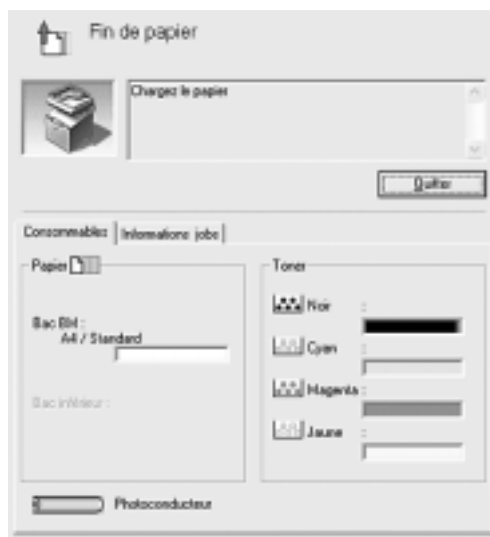 Fin de papier
Chargez le papier
Quitter
Consommables
Informations jobs
Papier
Bac BM :
A4 / Standard
Bac inférieur :
Toner
Noir :
Cyan :
Magenta :
Jaune :
Photoconducteur